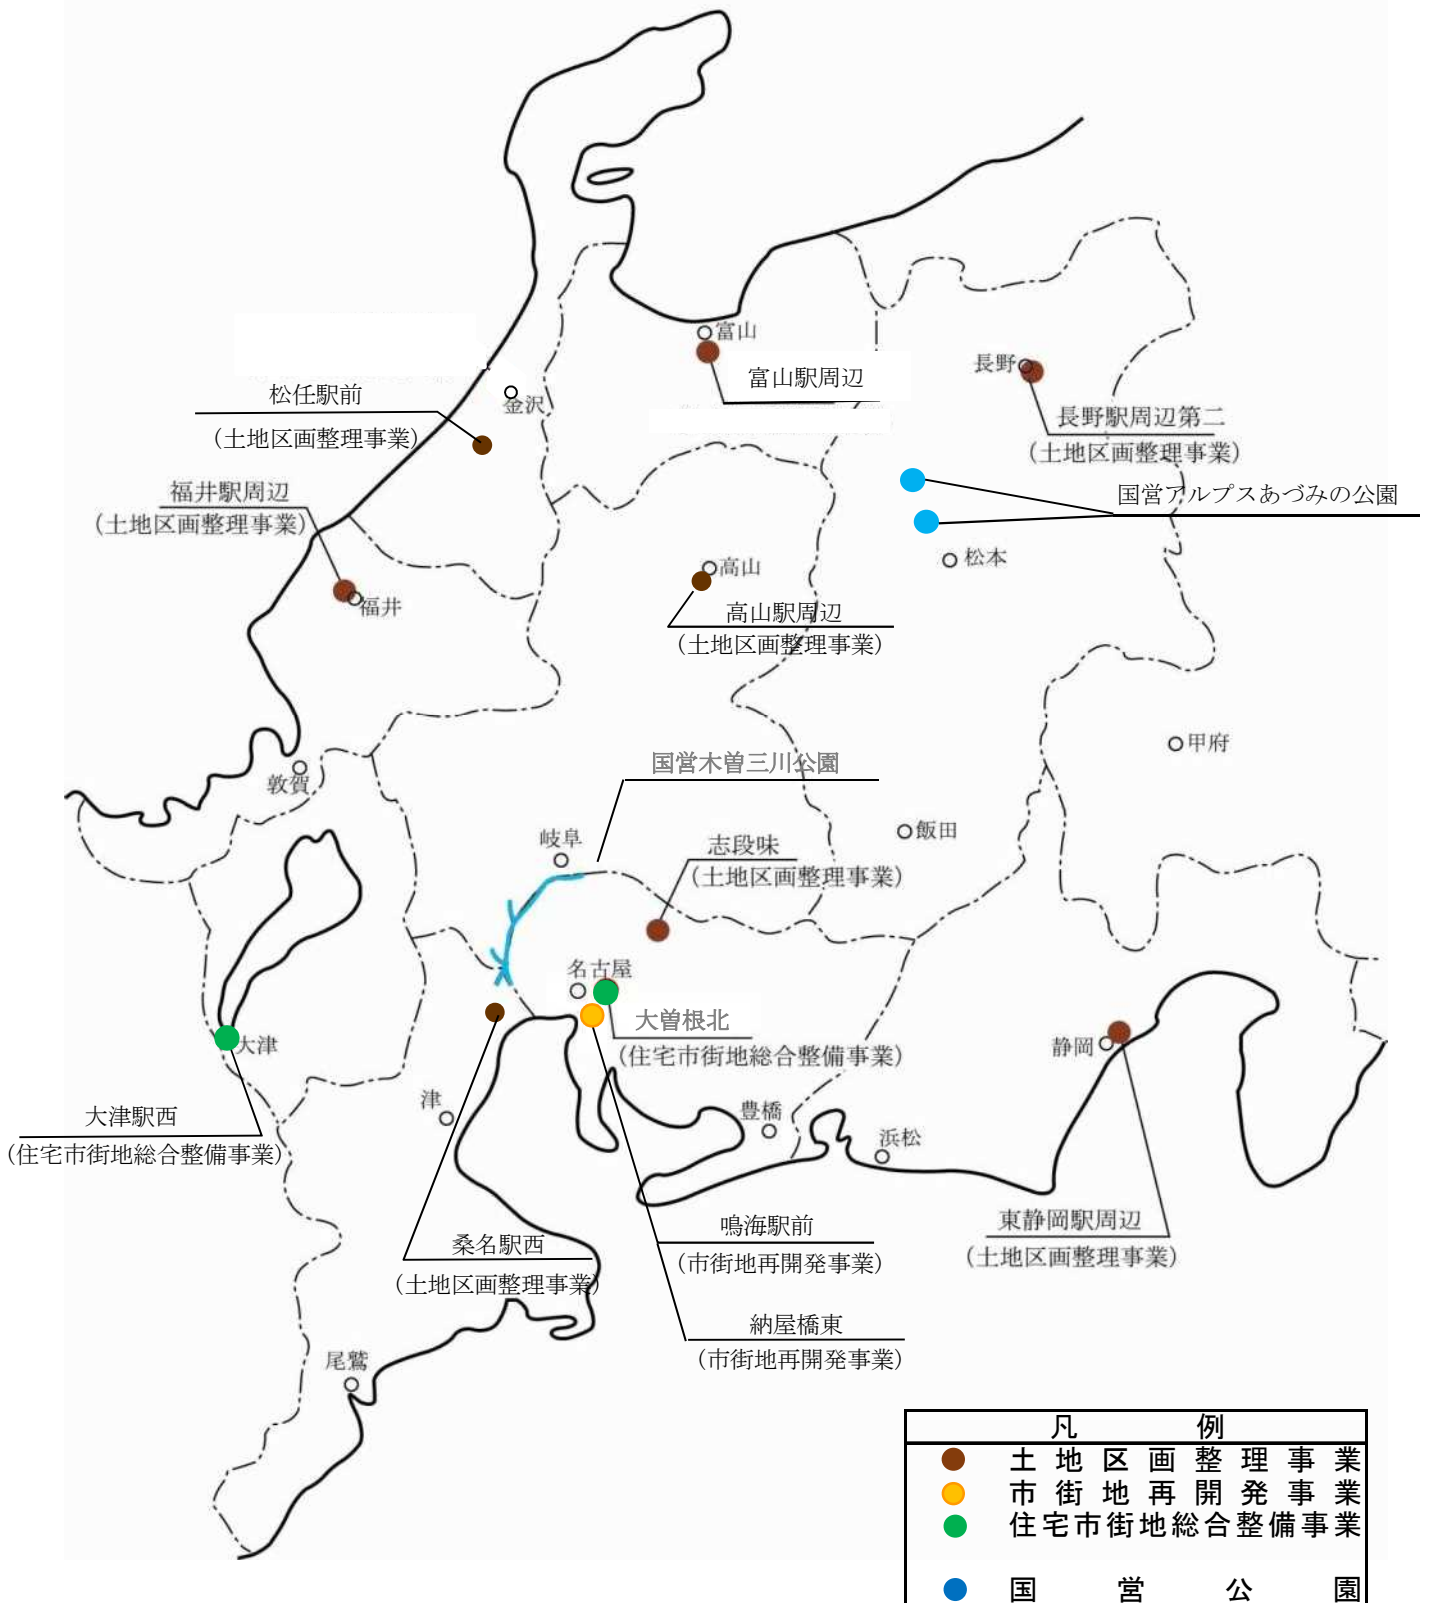 富山
富山駅周辺
長野
長野駅周辺第二
(土地区画整理事業)
金沢
松任駅前
(土地区画整理事業)
福井駅周辺
(土地区画整理事業)
国営アルプスあづみの公園
松本
高山
高山駅周辺
(土地区画整理事業)
福井
甲府
国営木曽三川公園
敦賀
飯田
岐阜
志段味
(土地区画整理事業)
名古屋
大曽根北
(住宅市街地総合整備事業)
大津
静岡
大津駅西
(住宅市街地総合整備事業)
津
豊橋
浜松
桑名駅西
(土地区画整理事業)
鳴海駅前
(市街地再開発事業)
東静岡駅周辺
(土地区画整理事業)
納屋橋東
(市街地再開発事業)
尾鷲
凡例
土地区画整理事業
市街地再開発事業
住宅市街地総合整備事業
国営公園